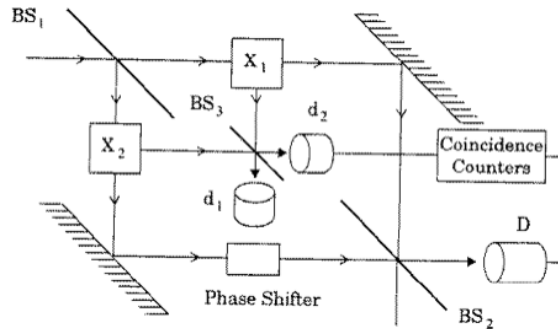 BS1
X1
BS3
d2
X2
Coincidence
Counters
d1
D
Phase Shifter
BS2